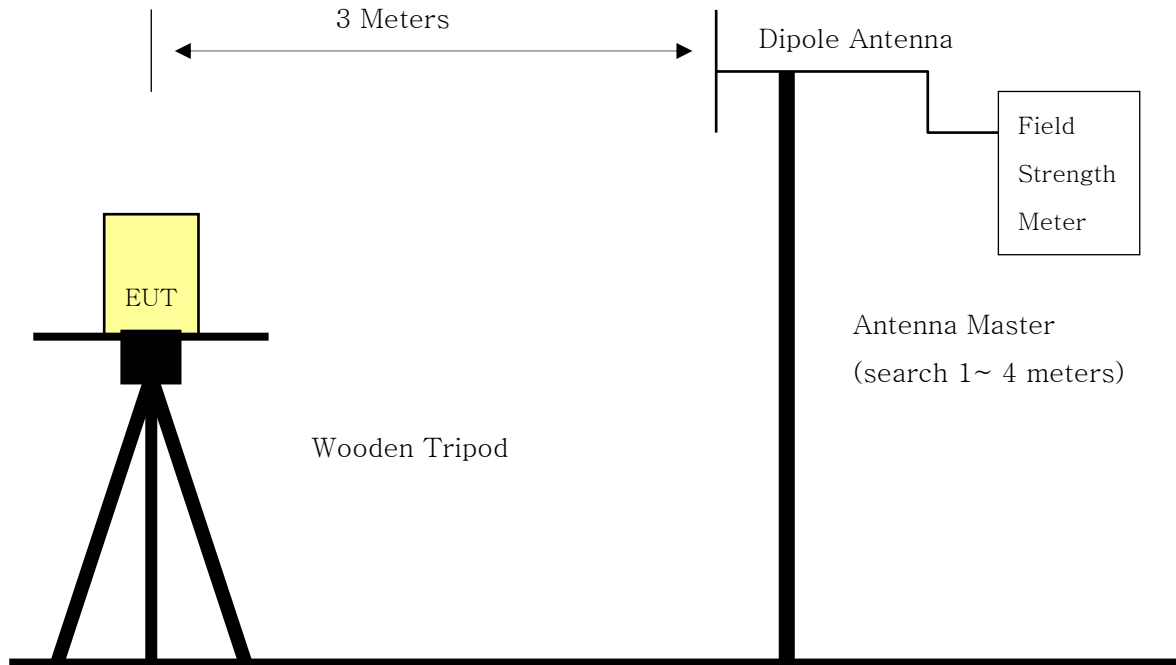 3 Meters
Dipole Antenna
Field
Strength
Meter
EUT
Antenna Master
(search 1~ 4 meters)
Wooden Tripod